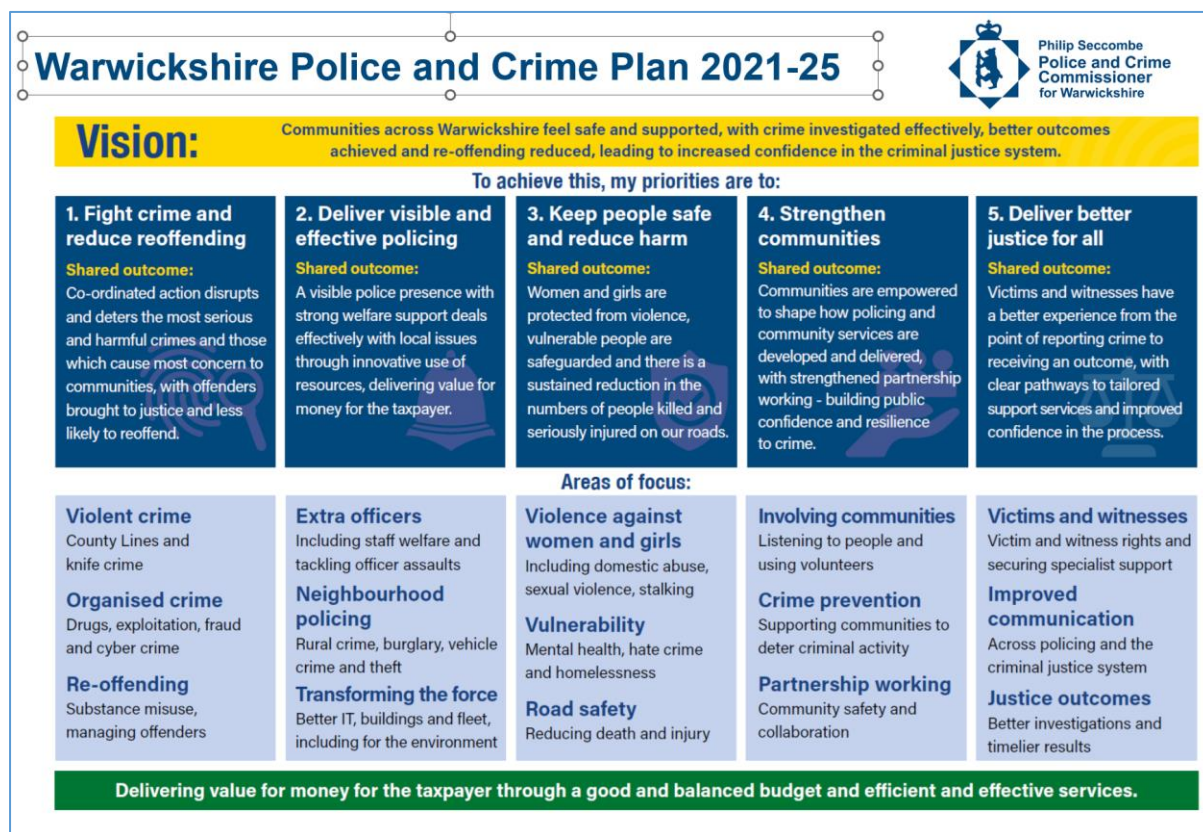 Warwickshire Police and Crime Plan 2021-25
Philip Seccombe
Police and Crime
Commissioner
for Warwickshire
Vision:
Communities across Warwickshire feel safe and supported, with crime investigated effectively, better outcomes
achieved and re-offending reduced, leading to increased confidence in the criminal justice system.
To achieve this, my priorities are to:
1. Fight crime and
reduce reoffending
Shared outcome:
Co-ordinated action disrupts
and deters the most serious
and harmful crimes and those
which cause most concern to
communities, with offenders
brought to justice and less
likely to reoffend.
2. Deliver visible and
effective policing
Shared outcome:
A visible police presence with
strong welfare support deals
effectively with local issues
through innovative use of
resources, delivering value for
money for the taxpayer.
3. Keep people safe
and reduce harm
Shared outcome:
Women and girls are
protected from violence,
vulnerable people are
safeguarded and there is a
sustained reduction in the
numbers of people killed and
seriously injured on our roads.
4. Strengthen
communities
Shared outcome:
Communities are empowered
to shape how policing and
community services are
developed and delivered,
with strengthened partnership
working - building public
confidence and resilience
to crime.
5. Deliver better
justice for all
Shared outcome:
Victims and witnesses have
a better experience from the
point of reporting crime to
receiving an outcome, with
clear pathways to tailored
support services and improved
confidence in the process.
Areas of focus:
Violent crime
County Lines and
knife crime
Organised crime
Drugs, exploitation, fraud
and cyber crime
Re-offending
Substance misuse,
managing offenders
Extra officers
Including staff welfare and
tackling officer assaults
Neighbourhood
policing
Rural crime, burglary, vehicle
crime and theft
Transforming the force
Better IT, buildings and fleet,
including for the environment
Violence against
women and girls
Including domestic abuse,
sexual violence, stalking
Vulnerability
Mental health, hate crime
and homelessness
Road safety
Reducing death and injury
Involving communities
Listening to people and
using volunteers
Crime prevention
Supporting communities to
deter criminal activity
Partnership working
Community safety and
collaboration
Victims and witnesses
Victim and witness rights and
securing specialist support
Improved
communication
Across policing and the
criminal justice system
Justice outcomes
Better investigations and
timelier results
Delivering value for money for the taxpayer through a good and balanced budget and efficient and effective services.